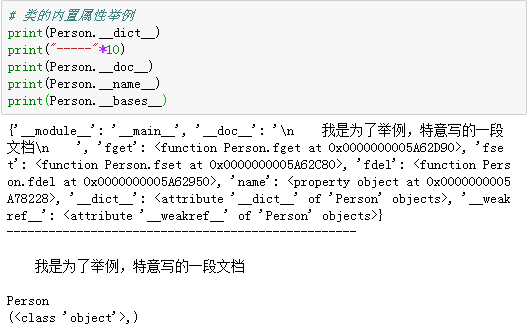 # 类的内置属性举例
print(Person.__dict__)
print("-----"*10)
print(Person.__doc__)
print(Person.__name__)
print(Person.__bases__)
{'__module__': '__main__', '__doc__': '\n    我是为了举例，特意写的一段
文档\n    ', 'fget': <function Person.fget at 0x0000000005A62D90>, 'fse
t': <function Person.fset at 0x0000000005A62C80>, 'fdel': <function Pers
on.fdel at 0x0000000005A62950>, 'name': <property object at 0x0000000005
A78228>, '__dict__': <attribute '__dict__' of 'Person' objects>, '__weak
ref__': <attribute '__weakref__' of 'Person' objects>}
--------------------------------------------------
    我是为了举例，特意写的一段文档
Person
(<class 'object'>,)